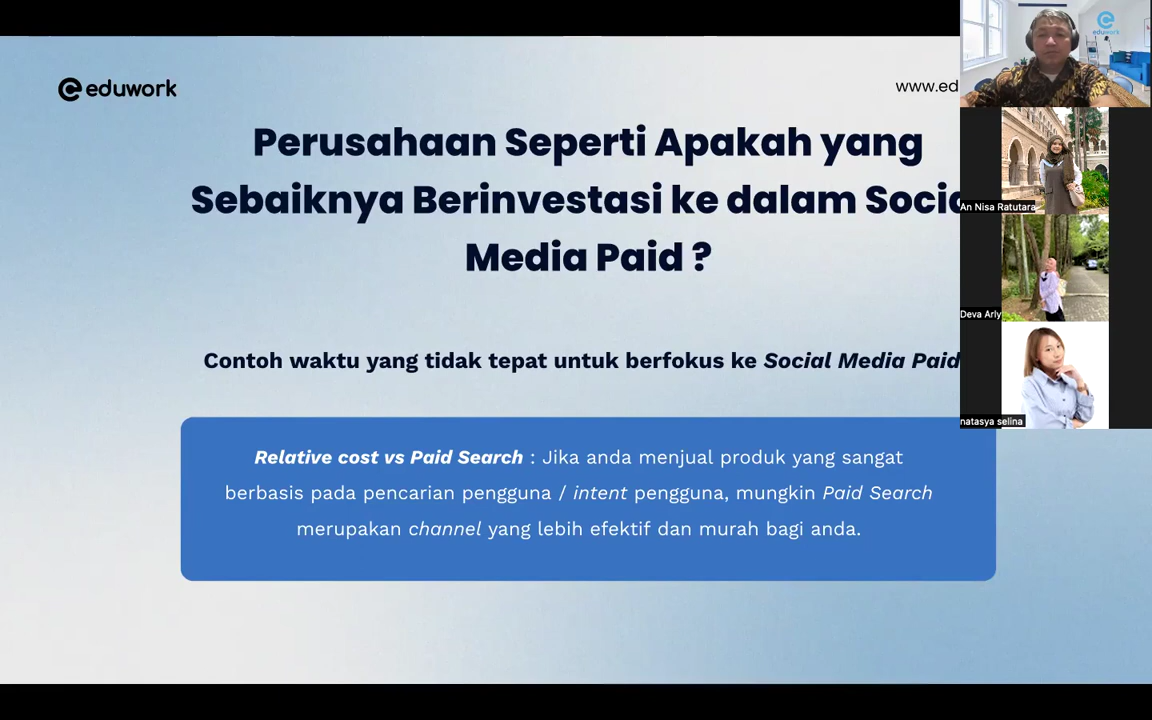 eduwork
www.ed
eduwork
Perusahaan Seperti Apakah yang
Sebaiknya Berinvestasi ke dalam Socia
Media Paid ?
An Nisa Ratutara
Deva Arly
Contoh waktu yang tidak tepat untuk berfokus ke Social Media Paid
natasya selina
Relative cost vs Paid Search : Jika anda menjual produk yang sangat
berbasis pada pencarian pengguna / intent pengguna, mungkin Paid Search
merupakan channel yang lebih efektif dan murah bagi anda.